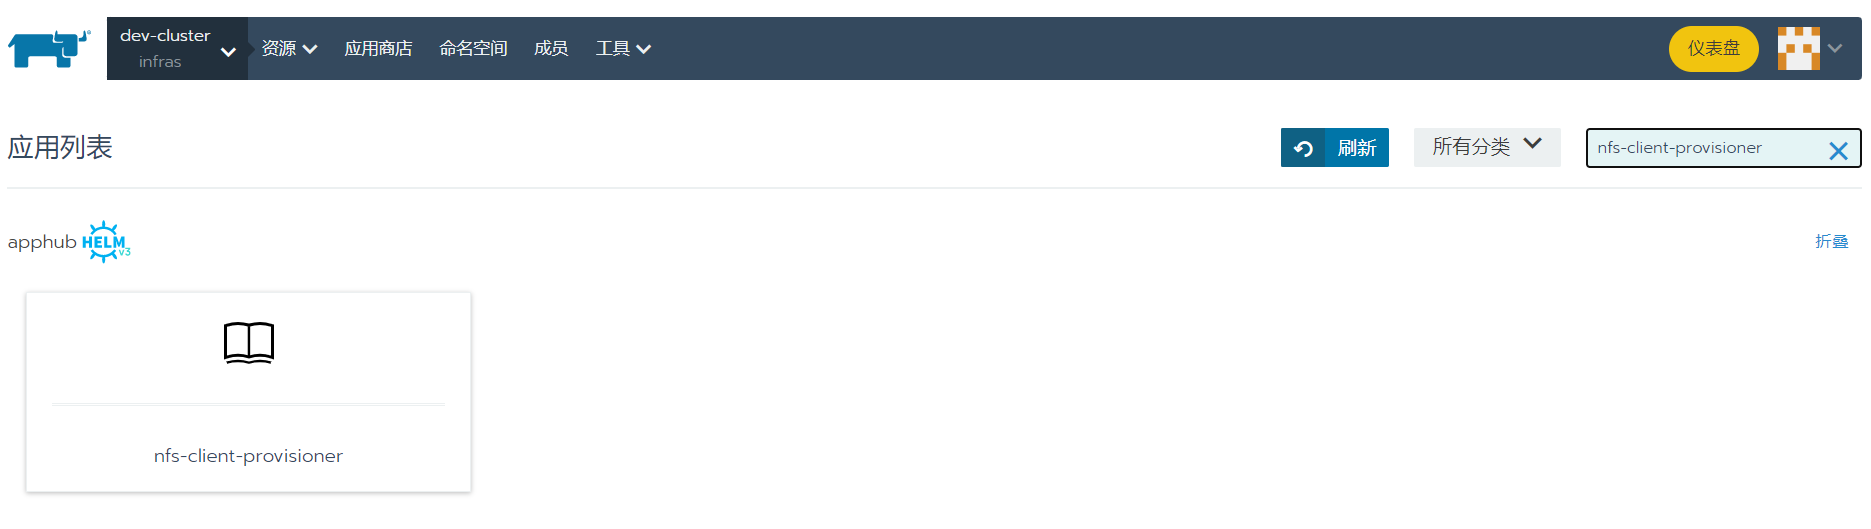 dev-cluster
infras
资源 应用商店 命名空间 成员 工具 仪表盘
应用列表 刷新 所有分类 nfs-client-provisioner
apphub HELM v3 折叠
nfs-client-provisioner